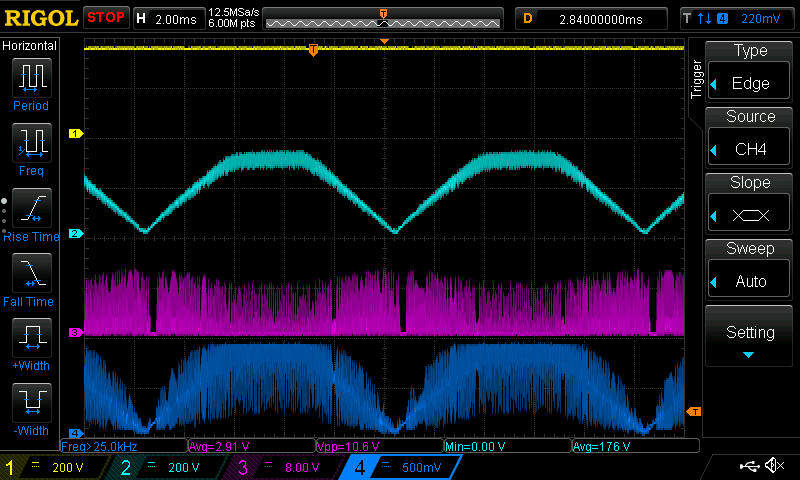 RIGOL STOP H 2.00ms 12.5MSa/s 6.00M pts T D 2.84000000ms T 4 220mV
Horizontal
Period
Freq
Rise Time
Fall Time
+Width
-Width
T
1
2
3
4
T
Trigger
Type
Edge
Source
CH4
Slope
Sweep
Auto
Setting
Freq>25.0kHz Avg=2.91 V Vpp=10.6 V Min=0.00 V Avg=176 V
1 200 V 2 200 V 3 8.00 V 4 500mV